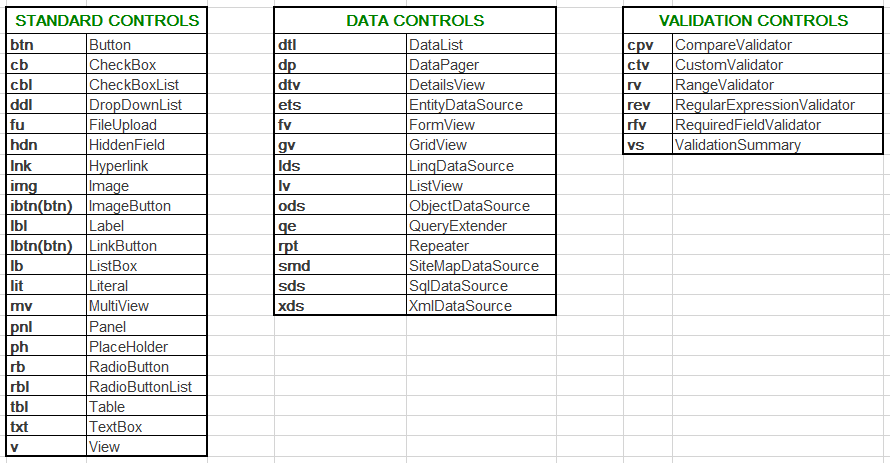 STANDARD CONTROLS
btn Button
cb CheckBox
cbl CheckBoxList
ddl DropDownList
fu FileUpload
hdn HiddenField
lnk Hyperlink
img Image
ibtn(btn) ImageButton
lbl Label
lbtn(btn) LinkButton
lb ListBox
lit Literal
mv MultiView
pnl Panel
ph PlaceHolder
rb RadioButton
rbl RadioButtonList
tbl Table
txt TextBox
v View
DATA CONTROLS
dtl DataList
dp DataPager
dtv DetailsView
ets EntityDataSource
fv FormView
gv GridView
lds LinqDataSource
lv ListView
ods ObjectDataSource
qe QueryExtender
rpt Repeater
smd SiteMapDataSource
sds SqlDataSource
xds XmlDataSource
VALIDATION CONTROLS
cpv CompareValidator
ctv CustomValidator
rv RangeValidator
rev RegularExpressionValidator
rfv RequiredFieldValidator
vs ValidationSummary